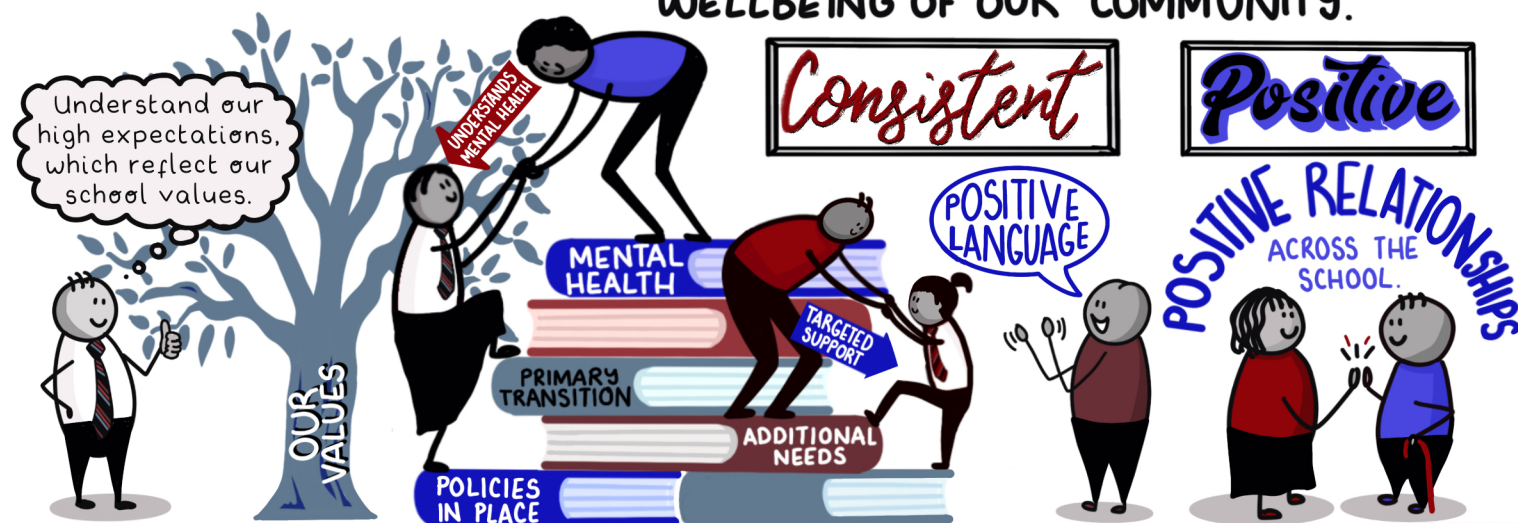 WELLBEING OF OUR COMMUNITY.
Understand our
high expectations,
which reflect our
school values.
OUR
VALUES
UNDERSTANDS
MENTAL HEALTH
MENTAL
HEALTH
PRIMARY
TRANSITION
ADDITIONAL
NEEDS
POLICIES
IN PLACE
TARGETED
SUPPORT
Consistent
POSITIVE
LANGUAGE
Positive
POSITIVE RELATIONSHIPS
ACROSS THE
SCHOOL.